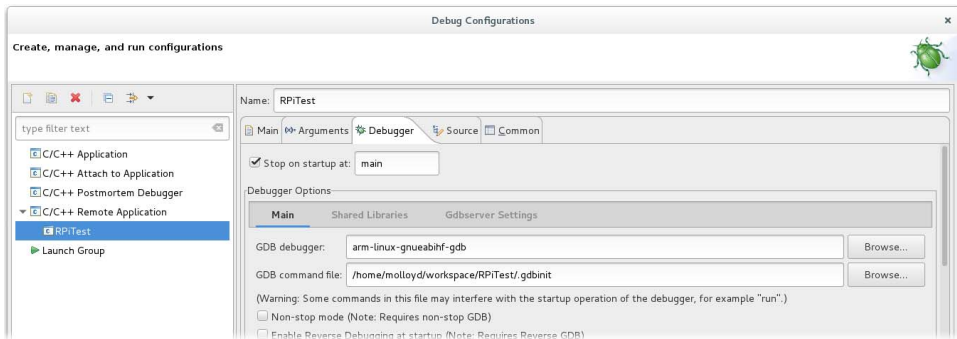 Debug Configurations
Create, manage, and run configurations
type filter text
C/C++ Application
C/C++ Attach to Application
C/C++ Postmortem Debugger
C/C++ Remote Application
RPiTest
Launch Group
Name: RPiTest
Main Arguments Debugger Source Common
Stop on startup at: main
Debugger Options
Main Shared Libraries Gdbserver Settings
GDB debugger: arm-linux-gnueabihf-gdb Browse...
GDB command file: /home/molloyd/workspace/RPiTest/.gdbinit Browse...
(Warning: Some commands in this file may interfere with the startup operation of the debugger, for example "run".)
Non-stop mode (Note: Requires non-stop GDB)
Enable Reverse Debugging at startup (Note: Requires Reverse GDB)